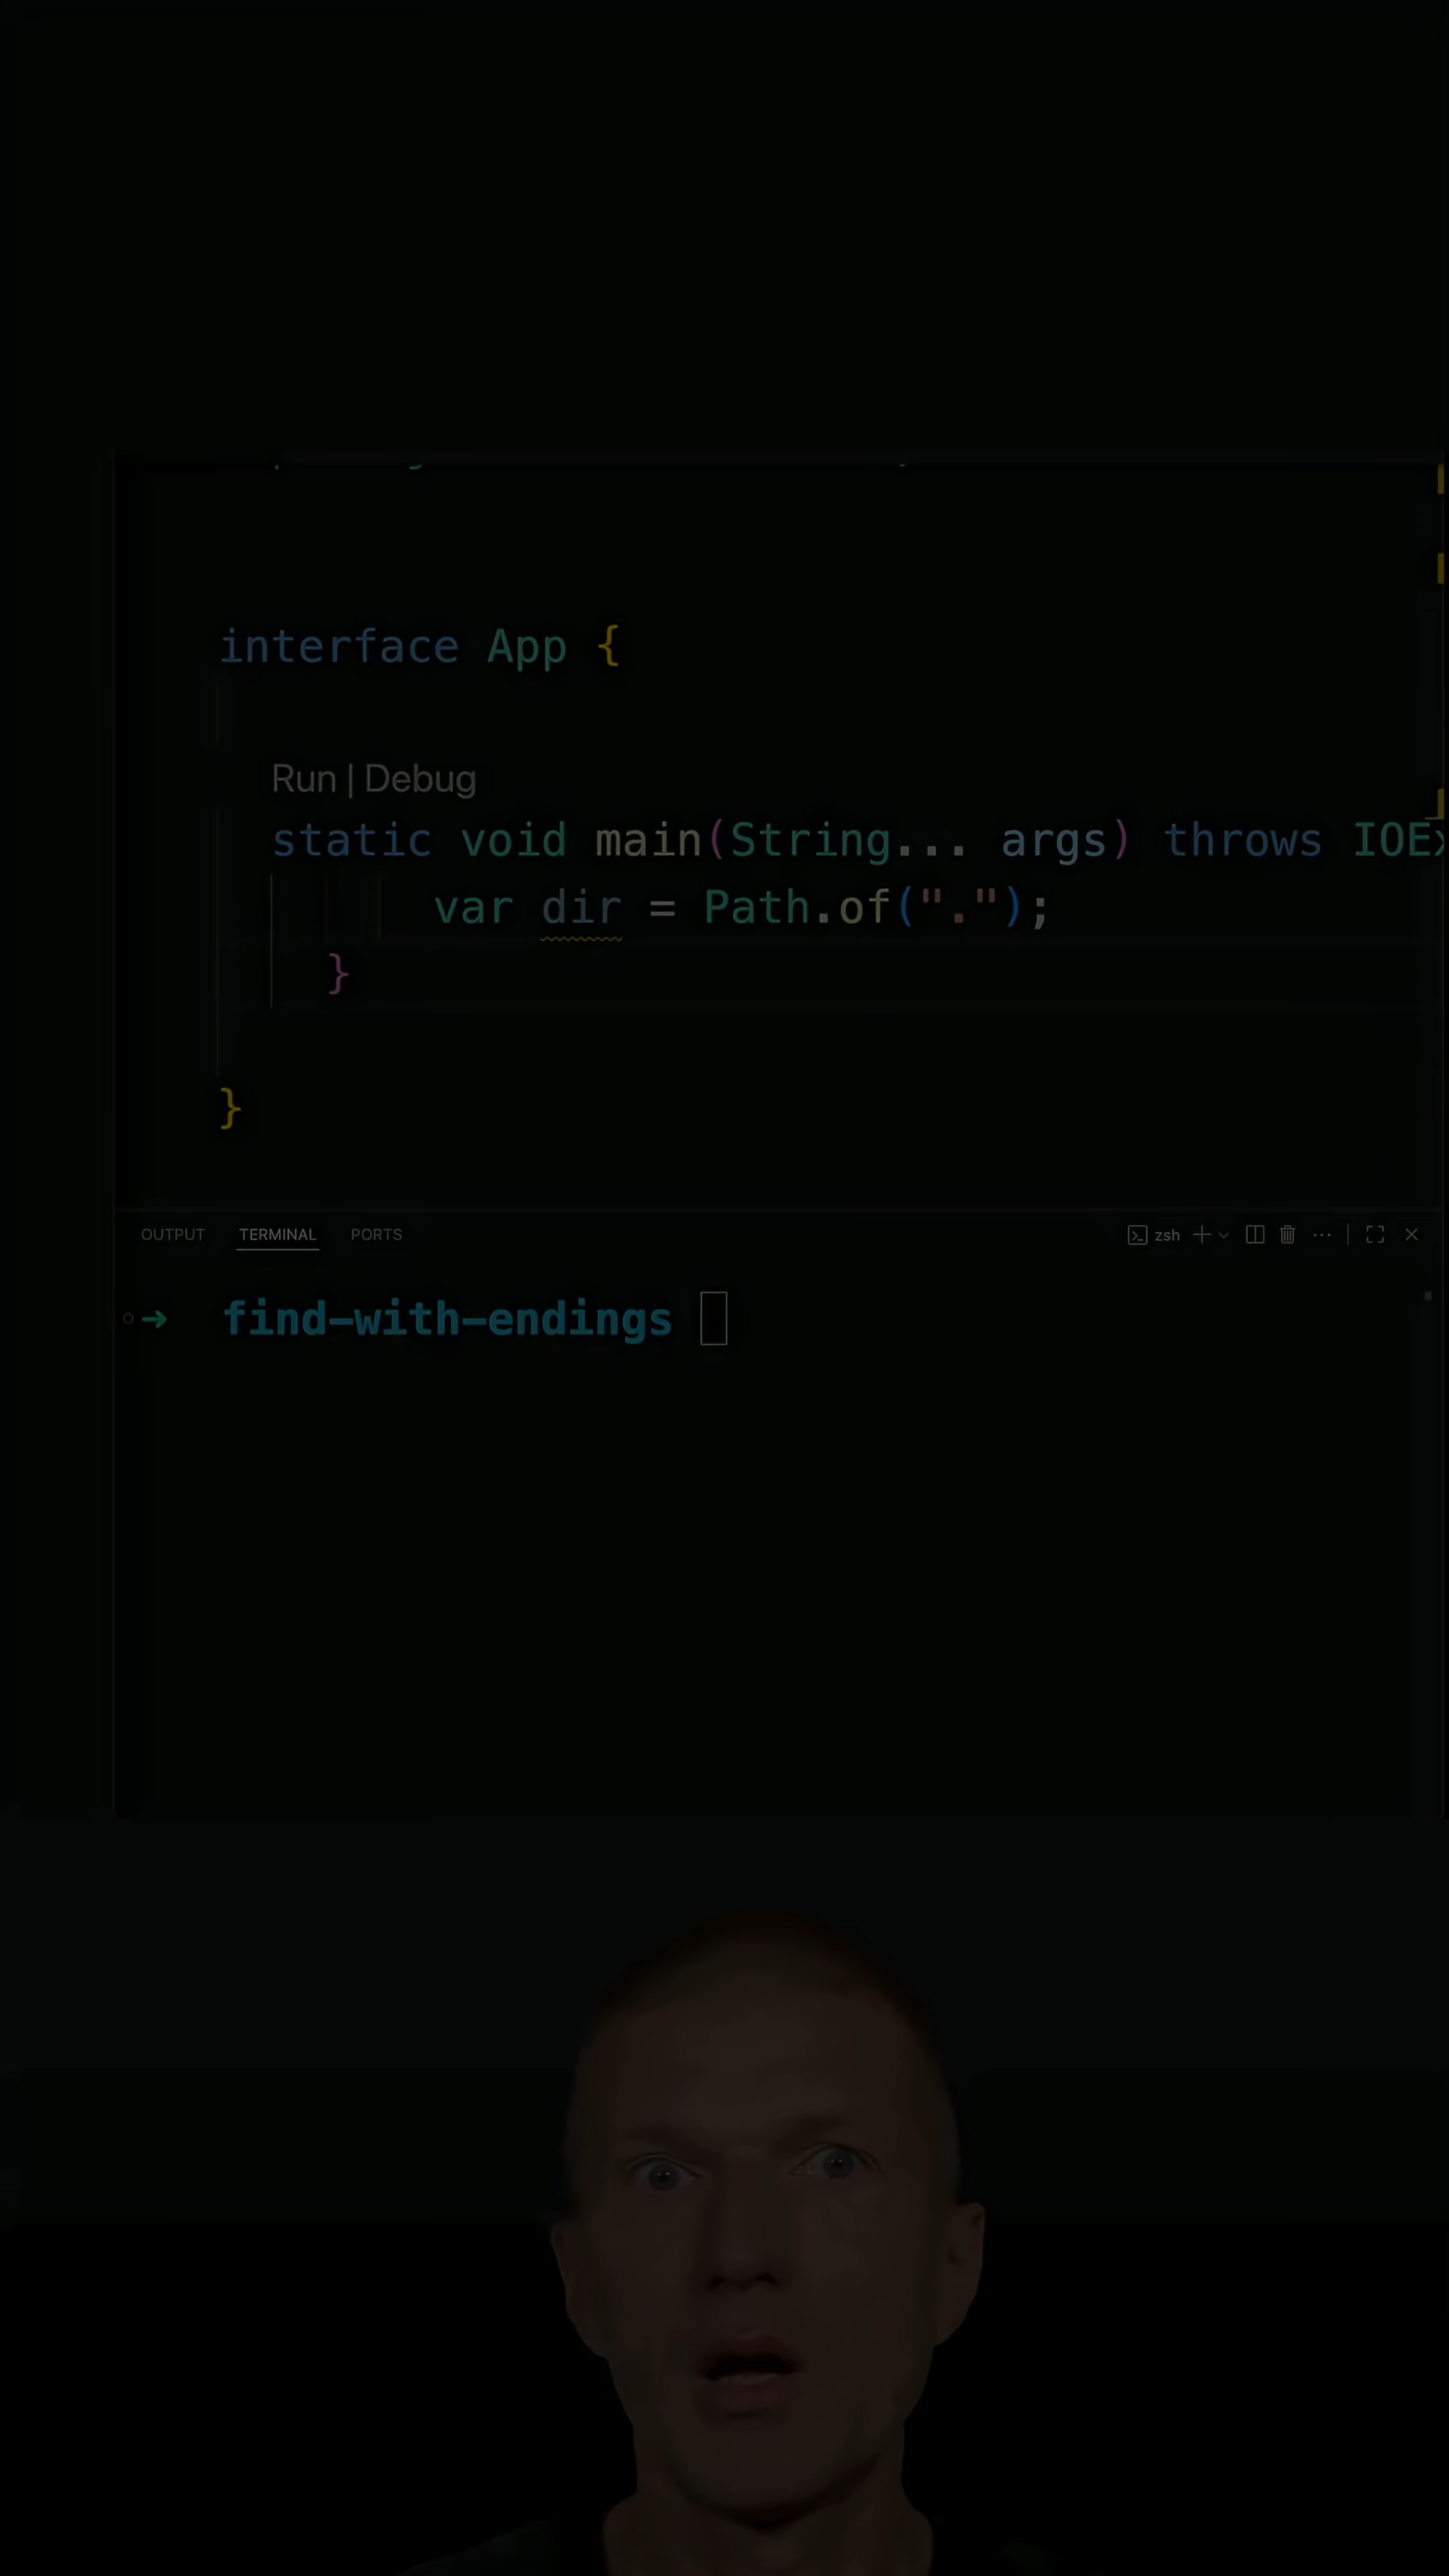 interface App {
Run | Debug
static void main(String... args) throws
var dir = Path.of(".");
}
}
OUTPUT TERMINAL PORTS zsh
find-with-endings